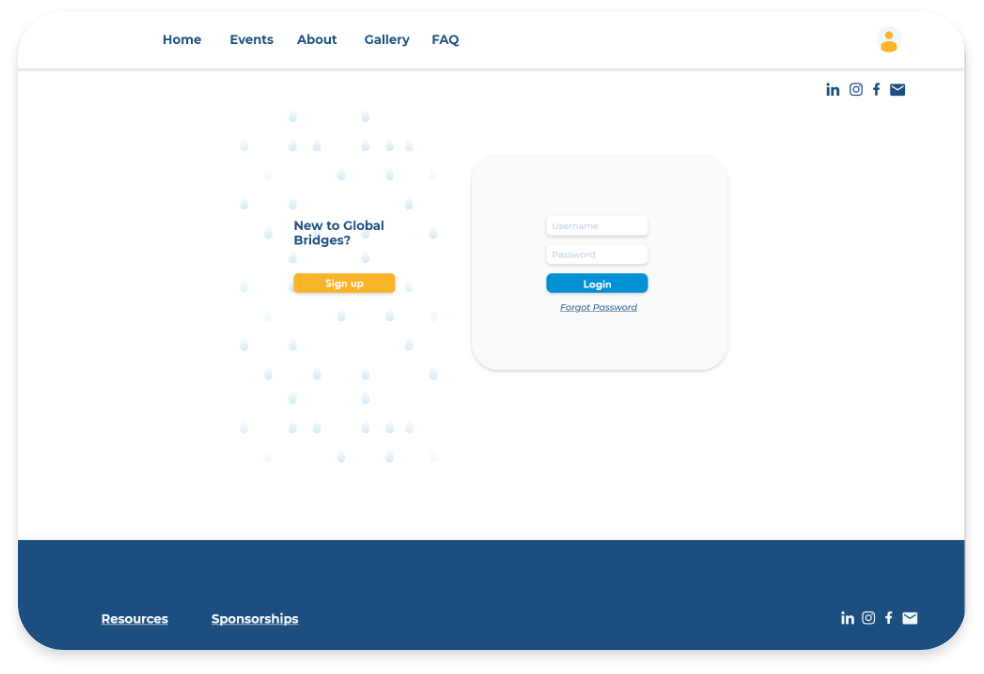 Home Events About Gallery FAQ
New to Global
Bridges?
Sign up
Username
Password
Login
Forgot Password
Resources Sponsorships